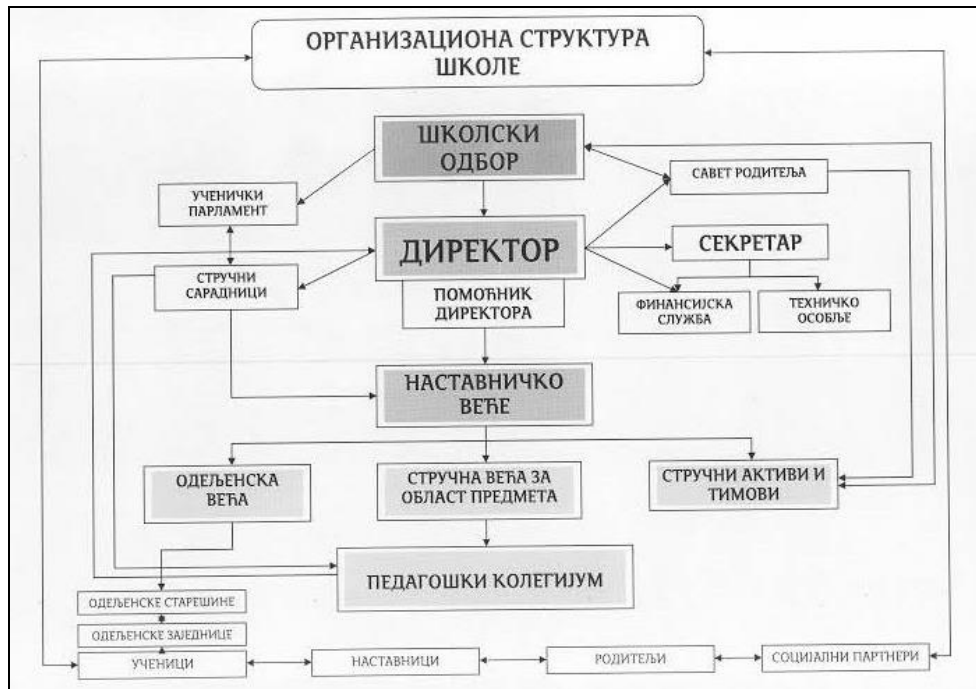 ОРГАНИЗАЦИОНА СТРУКТУРА
ШКОЛЕ
ШКОЛСКИ
ОДБОР
САВЕТ РОДИТЕЉА
УЧЕНИЧКИ
ПАРЛАМЕНТ
ДИРЕКТОР
СЕКРЕТАР
СТРУЧНИ
САРАДНИЦИ
ПОМОЋНИК
ДИРЕКТОРА
ФИНАНСИЈСКА
СЛУЖБА
ТЕХНИЧКО
ОСОБЉЕ
НАСТАВНИЧКО
ВЕЋЕ
ОДЕЉЕНСКА
ВЕЋА
СТРУЧНА ВЕЋА ЗА
ОБЛАСТ ПРЕДМЕТА
СТРУЧНИ АКТИВИ И
ТИМОВИ
ПЕДАГОШКИ КОЛЕГИЈУМ
ОДЕЉЕНСКЕ СТАРЕШИНЕ
ОДЕЉЕНСКЕ ЗАЈЕДНИЦЕ
УЧЕНИЦИ
НАСТАВНИЦИ
РОДИТЕЉИ
СОЦИЈАЛНИ ПАРТНЕРИ